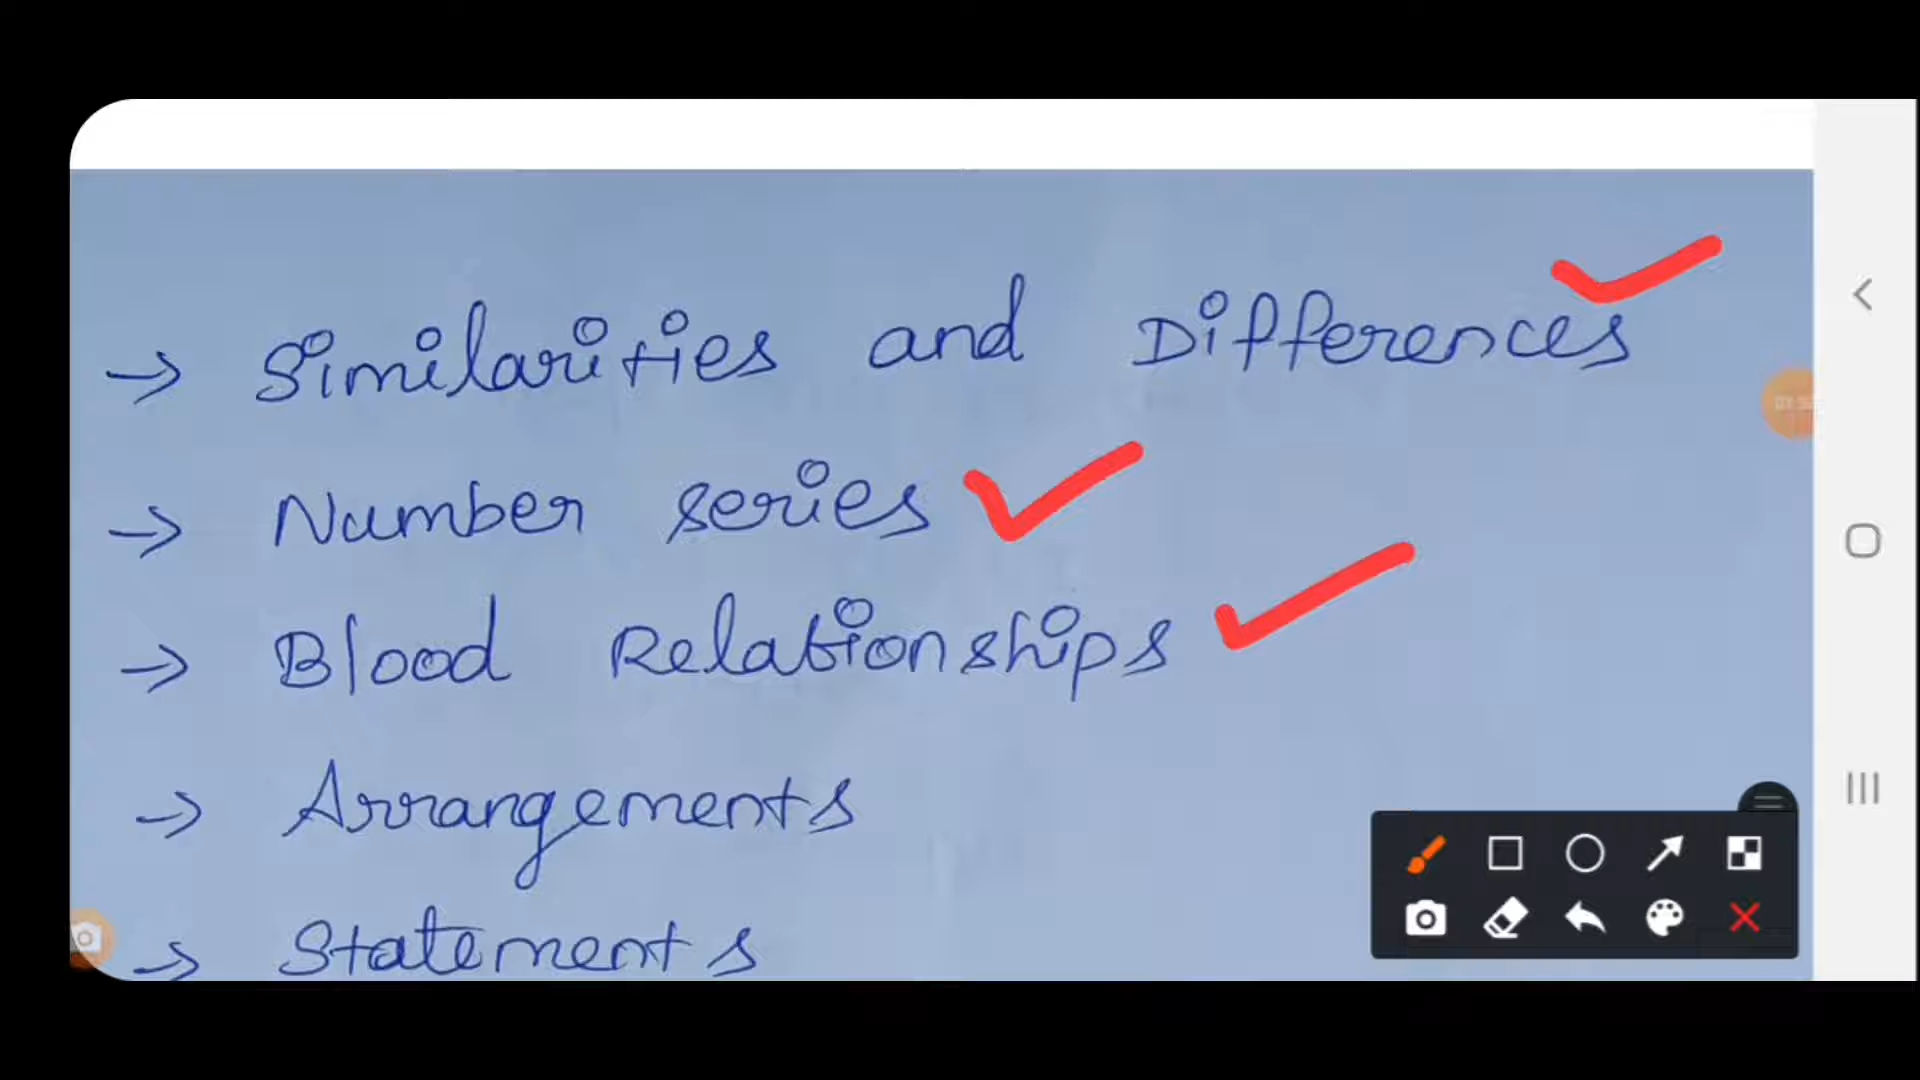 → Similarities and Differences
→ Number series
→ Blood Relationships
→ Arrangements
→ Statements